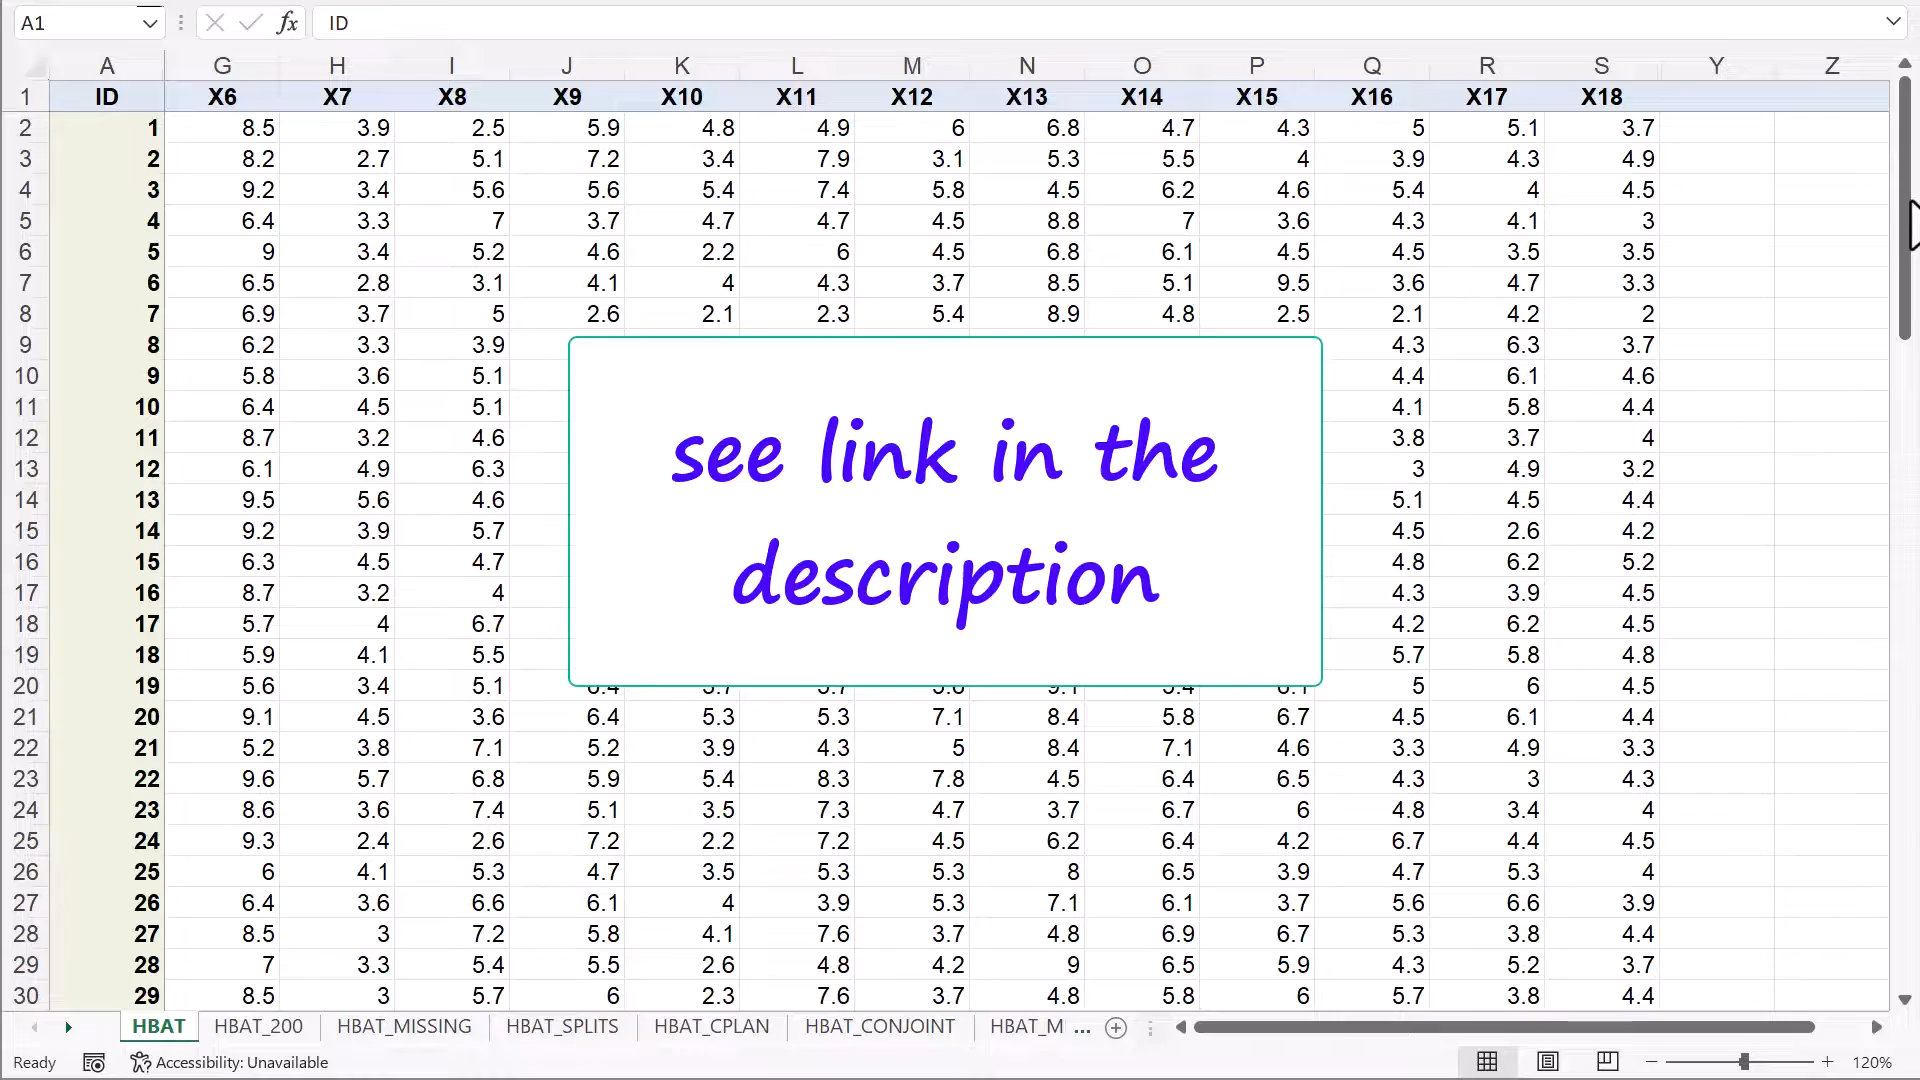 A1 fx ID
A G H I J K L M N O P Q R S Y Z
1 ID X6 X7 X8 X9 X10 X11 X12 X13 X14 X15 X16 X17 X18
2 1 8.5 3.9 2.5 5.9 4.8 4.9 6 6.8 4.7 4.3 5 5.1 3.7
3 2 8.2 2.7 5.1 7.2 3.4 7.9 3.1 5.3 5.5 4 3.9 4.3 4.9
4 3 9.2 3.4 5.6 5.6 5.4 7.4 5.8 4.5 6.2 4.6 5.4 4 4.5
5 4 6.4 3.3 7 3.7 4.7 4.7 4.5 8.8 7 3.6 4.3 4.1 3
6 5 9 3.4 5.2 4.6 2.2 6 4.5 6.8 6.1 4.5 4.5 3.5 3.5
7 6 6.5 2.8 3.1 4.1 4 4.3 3.7 8.5 5.1 9.5 3.6 4.7 3.3
8 7 6.9 3.7 5 2.6 2.1 2.3 5.4 8.9 4.8 2.5 2.1 4.2 2
9 8 6.2 3.3 3.9 4.3 6.3 3.7
10 9 5.8 3.6 5.1 4.4 6.1 4.6
11 10 6.4 4.5 5.1 4.1 5.8 4.4
12 11 8.7 3.2 4.6 3.8 3.7 4
13 12 6.1 4.9 6.3 3 4.9 3.2
14 13 9.5 5.6 4.6 5.1 4.5 4.4
15 14 9.2 3.9 5.7 4.5 2.6 4.2
16 15 6.3 4.5 4.7 4.8 6.2 5.2
17 16 8.7 3.2 4 4.3 3.9 4.5
18 17 5.7 4 6.7 4.2 6.2 4.5
19 18 5.9 4.1 5.5 5.7 5.8 4.8
20 19 5.6 3.4 5.1 5 6 4.5
see link in the
description
21 20 9.1 4.5 3.6 6.4 5.3 5.3 7.1 8.4 5.8 6.7 4.5 6.1 4.4
22 21 5.2 3.8 7.1 5.2 3.9 4.3 5 8.4 7.1 4.6 3.3 4.9 3.3
23 22 9.6 5.7 6.8 5.9 5.4 8.3 7.8 4.5 6.4 6.5 4.3 3 4.3
24 23 8.6 3.6 7.4 5.1 3.5 7.3 4.7 3.7 6.7 6 4.8 3.4 4
25 24 9.3 2.4 2.6 7.2 2.2 7.2 4.5 6.2 6.4 4.2 6.7 4.4 4.5
26 25 6 4.1 5.3 4.7 3.5 5.3 5.3 8 6.5 3.9 4.7 5.3 4
27 26 6.4 3.6 6.6 6.1 4 3.9 5.3 7.1 6.1 3.7 5.6 6.6 3.9
28 27 8.5 3 7.2 5.8 4.1 7.6 3.7 4.8 6.9 6.7 5.3 3.8 4.4
29 28 7 3.3 5.4 5.5 2.6 4.8 4.2 9 6.5 5.9 4.3 5.2 3.7
30 29 8.5 3 5.7 6 2.3 7.6 3.7 4.8 5.8 6 5.7 3.8 4.4
HBAT HBAT_200 HBAT_MISSING HBAT_SPLITS HBAT_CPLAN HBAT_CONJOINT HBAT_M ...
Ready Accessibility: Unavailable 120%